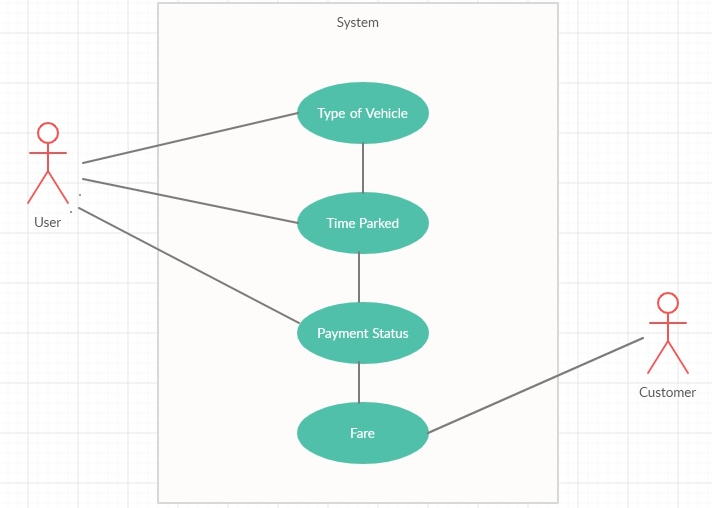 System
Type of Vehicle
Time Parked
User
Payment Status
Customer
Fare